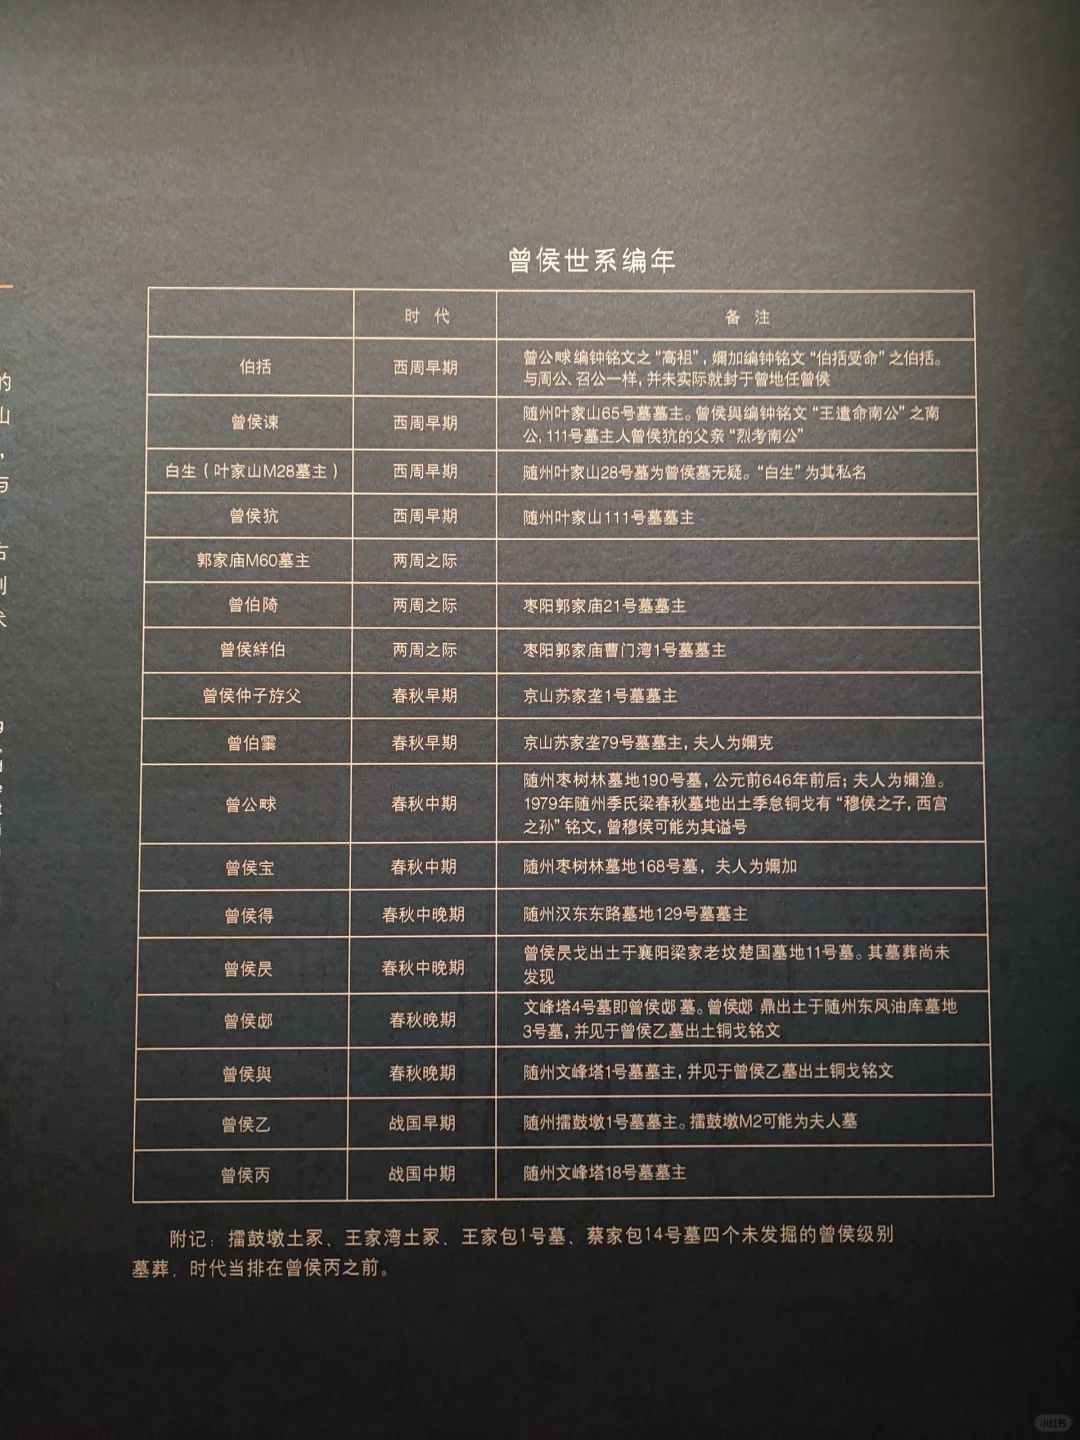 曾侯世系编年
时 代 备 注
伯括 西周早期 曾公畎编钟铭文之“高祖”，嬭加编钟铭文“伯括受命”之伯括。
与周公、召公一样，并未实际就封于曾地任曾侯
曾侯谏 西周早期 随州叶家山65号墓墓主。曾侯與编钟铭文“王遣命南公”之南
公，111号墓主人曾侯犺的父亲“烈考南公”
白生（叶家山M28墓主） 西周早期 随州叶家山28号墓为曾侯墓无疑。“白生”为其私名
曾侯犺 西周早期 随州叶家山111号墓墓主
郭家庙M60墓主 两周之际
曾伯陭 两周之际 枣阳郭家庙21号墓墓主
曾侯絴伯 两周之际 枣阳郭家庙曹门湾1号墓墓主
曾侯仲子斿父 春秋早期 京山苏家垄1号墓墓主
曾伯霥 春秋早期 京山苏家垄79号墓墓主，夫人为嬭克
曾公畎 春秋中期 随州枣树林墓地190号墓，公元前646年前后；夫人为嬭渔。
1979年随州季氏梁春秋墓地出土季怠铜戈有“穆侯之子，西宫
之孙”铭文，曾穆侯可能为其谥号
曾侯宝 春秋中期 随州枣树林墓地168号墓，夫人为嬭加
曾侯得 春秋中晚期 随州汉东东路墓地129号墓墓主
曾侯昃 春秋中晚期 曾侯昃戈出土于襄阳梁家老坟楚国墓地11号墓。其墓葬尚未
发现
曾侯郕 春秋晚期 文峰塔4号墓即曾侯郕 墓。曾侯郕 鼎出土于随州东风油库墓地
3号墓，并见于曾侯乙墓出土铜戈铭文
曾侯與 春秋晚期 随州文峰塔1号墓墓主，并见于曾侯乙墓出土铜戈铭文
曾侯乙 战国早期 随州擂鼓墩1号墓墓主。擂鼓墩M2可能为夫人墓
曾侯丙 战国中期 随州文峰塔18号墓墓主
附记：擂鼓墩土冢、王家湾土冢、王家包1号墓、蔡家包14号墓四个未发掘的曾侯级别
墓葬，时代当排在曾侯丙之前。
小红书